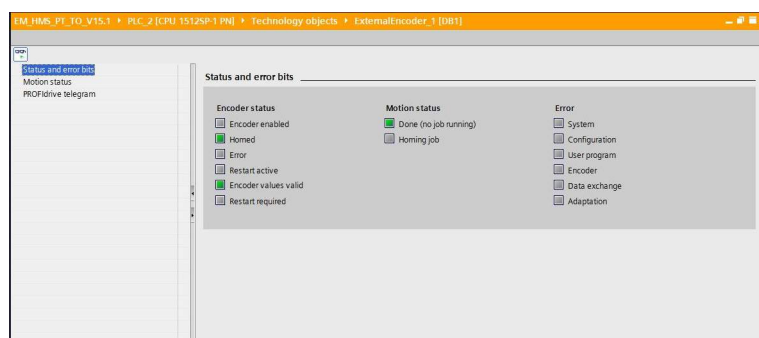 EM_HMS_PT_TO_V15.1 ▸ PLC_2 [CPU 1512SP-1 PN] ▸ Technology objects ▸ ExternalEncoder_1 [DB1]
Status and error bits
Motion status
PROFIdrive telegram
Status and error bits
Encoder status
Encoder enabled
Homed
Error
Restart active
Encoder values valid
Restart required
Motion status
Done (no job running)
Homing job
Error
System
Configuration
User program
Encoder
Data exchange
Adaptation